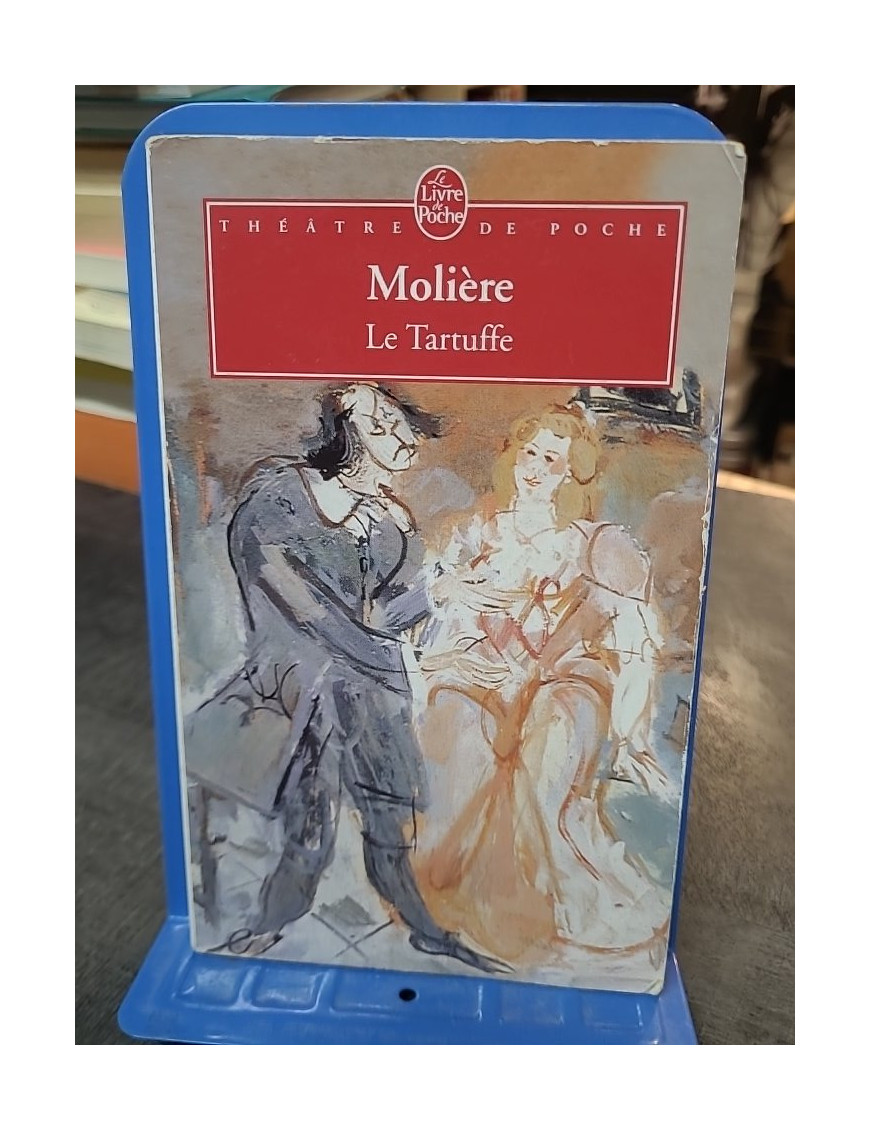 Le
Livre
de
Poche
THÉÂTRE DE POCHE
Molière
Le Tartuffe